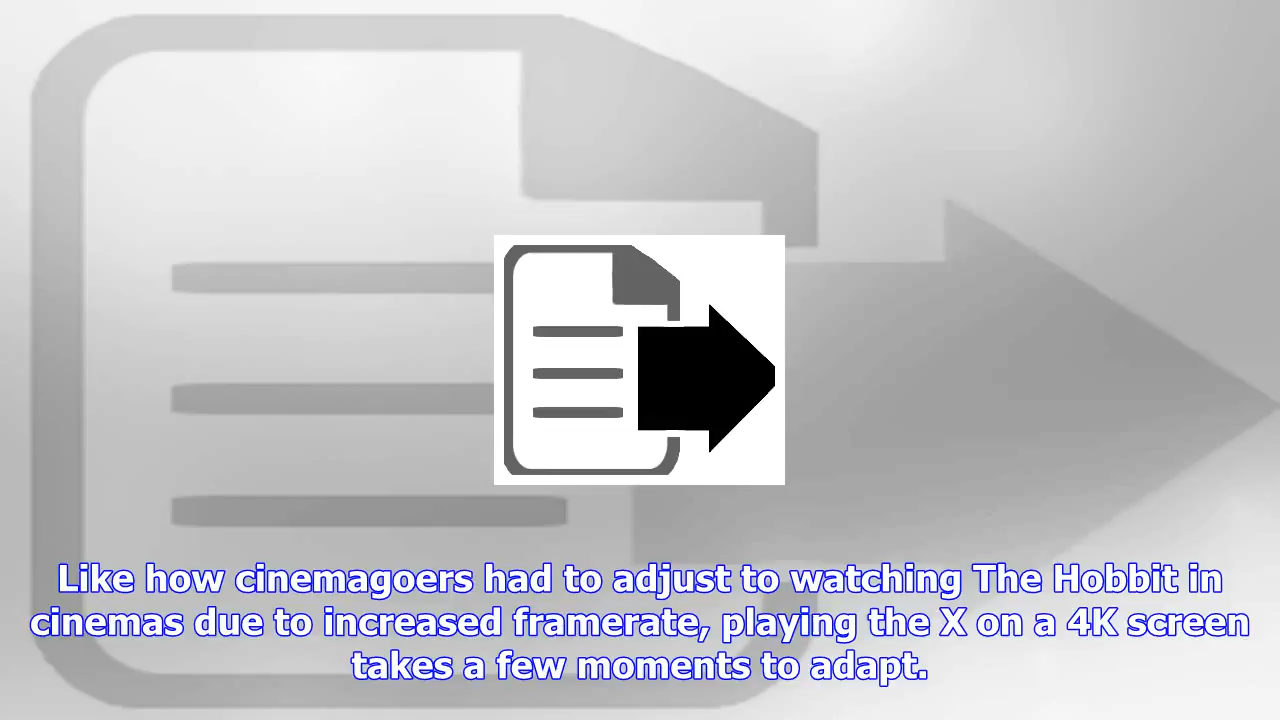 Like how cinemagoers had to adjust to watching The Hobbit in
cinemas due to increased framerate, playing the X on a 4K screen
takes a few moments to adapt.